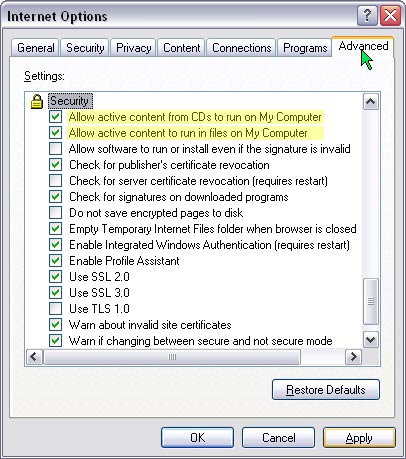 Internet Options
General Security Privacy Content Connections Programs Advanced
Settings:
Security
Allow active content from CDs to run on My Computer
Allow active content to run in files on My Computer
Allow software to run or install even if the signature is invalid
Check for publisher's certificate revocation
Check for server certificate revocation (requires restart)
Check for signatures on downloaded programs
Do not save encrypted pages to disk
Empty Temporary Internet Files folder when browser is closed
Enable Integrated Windows Authentication (requires restart)
Enable Profile Assistant
Use SSL 2.0
Use SSL 3.0
Use TLS 1.0
Warn about invalid site certificates
Warn if changing between secure and not secure mode
Restore Defaults
OK Cancel Apply